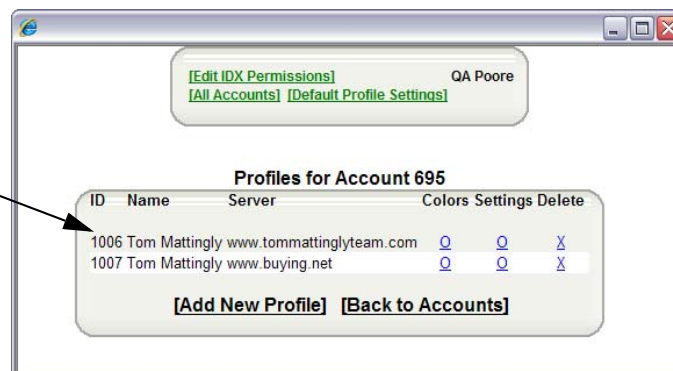 [Edit IDX Permissions] QA Poore
[All Accounts] [Default Profile Settings]
Profiles for Account 695
ID Name Server Colors Settings Delete
1006 Tom Mattingly www.tommattinglyteam.com O O X
1007 Tom Mattingly www.buying.net O O X
[Add New Profile] [Back to Accounts]